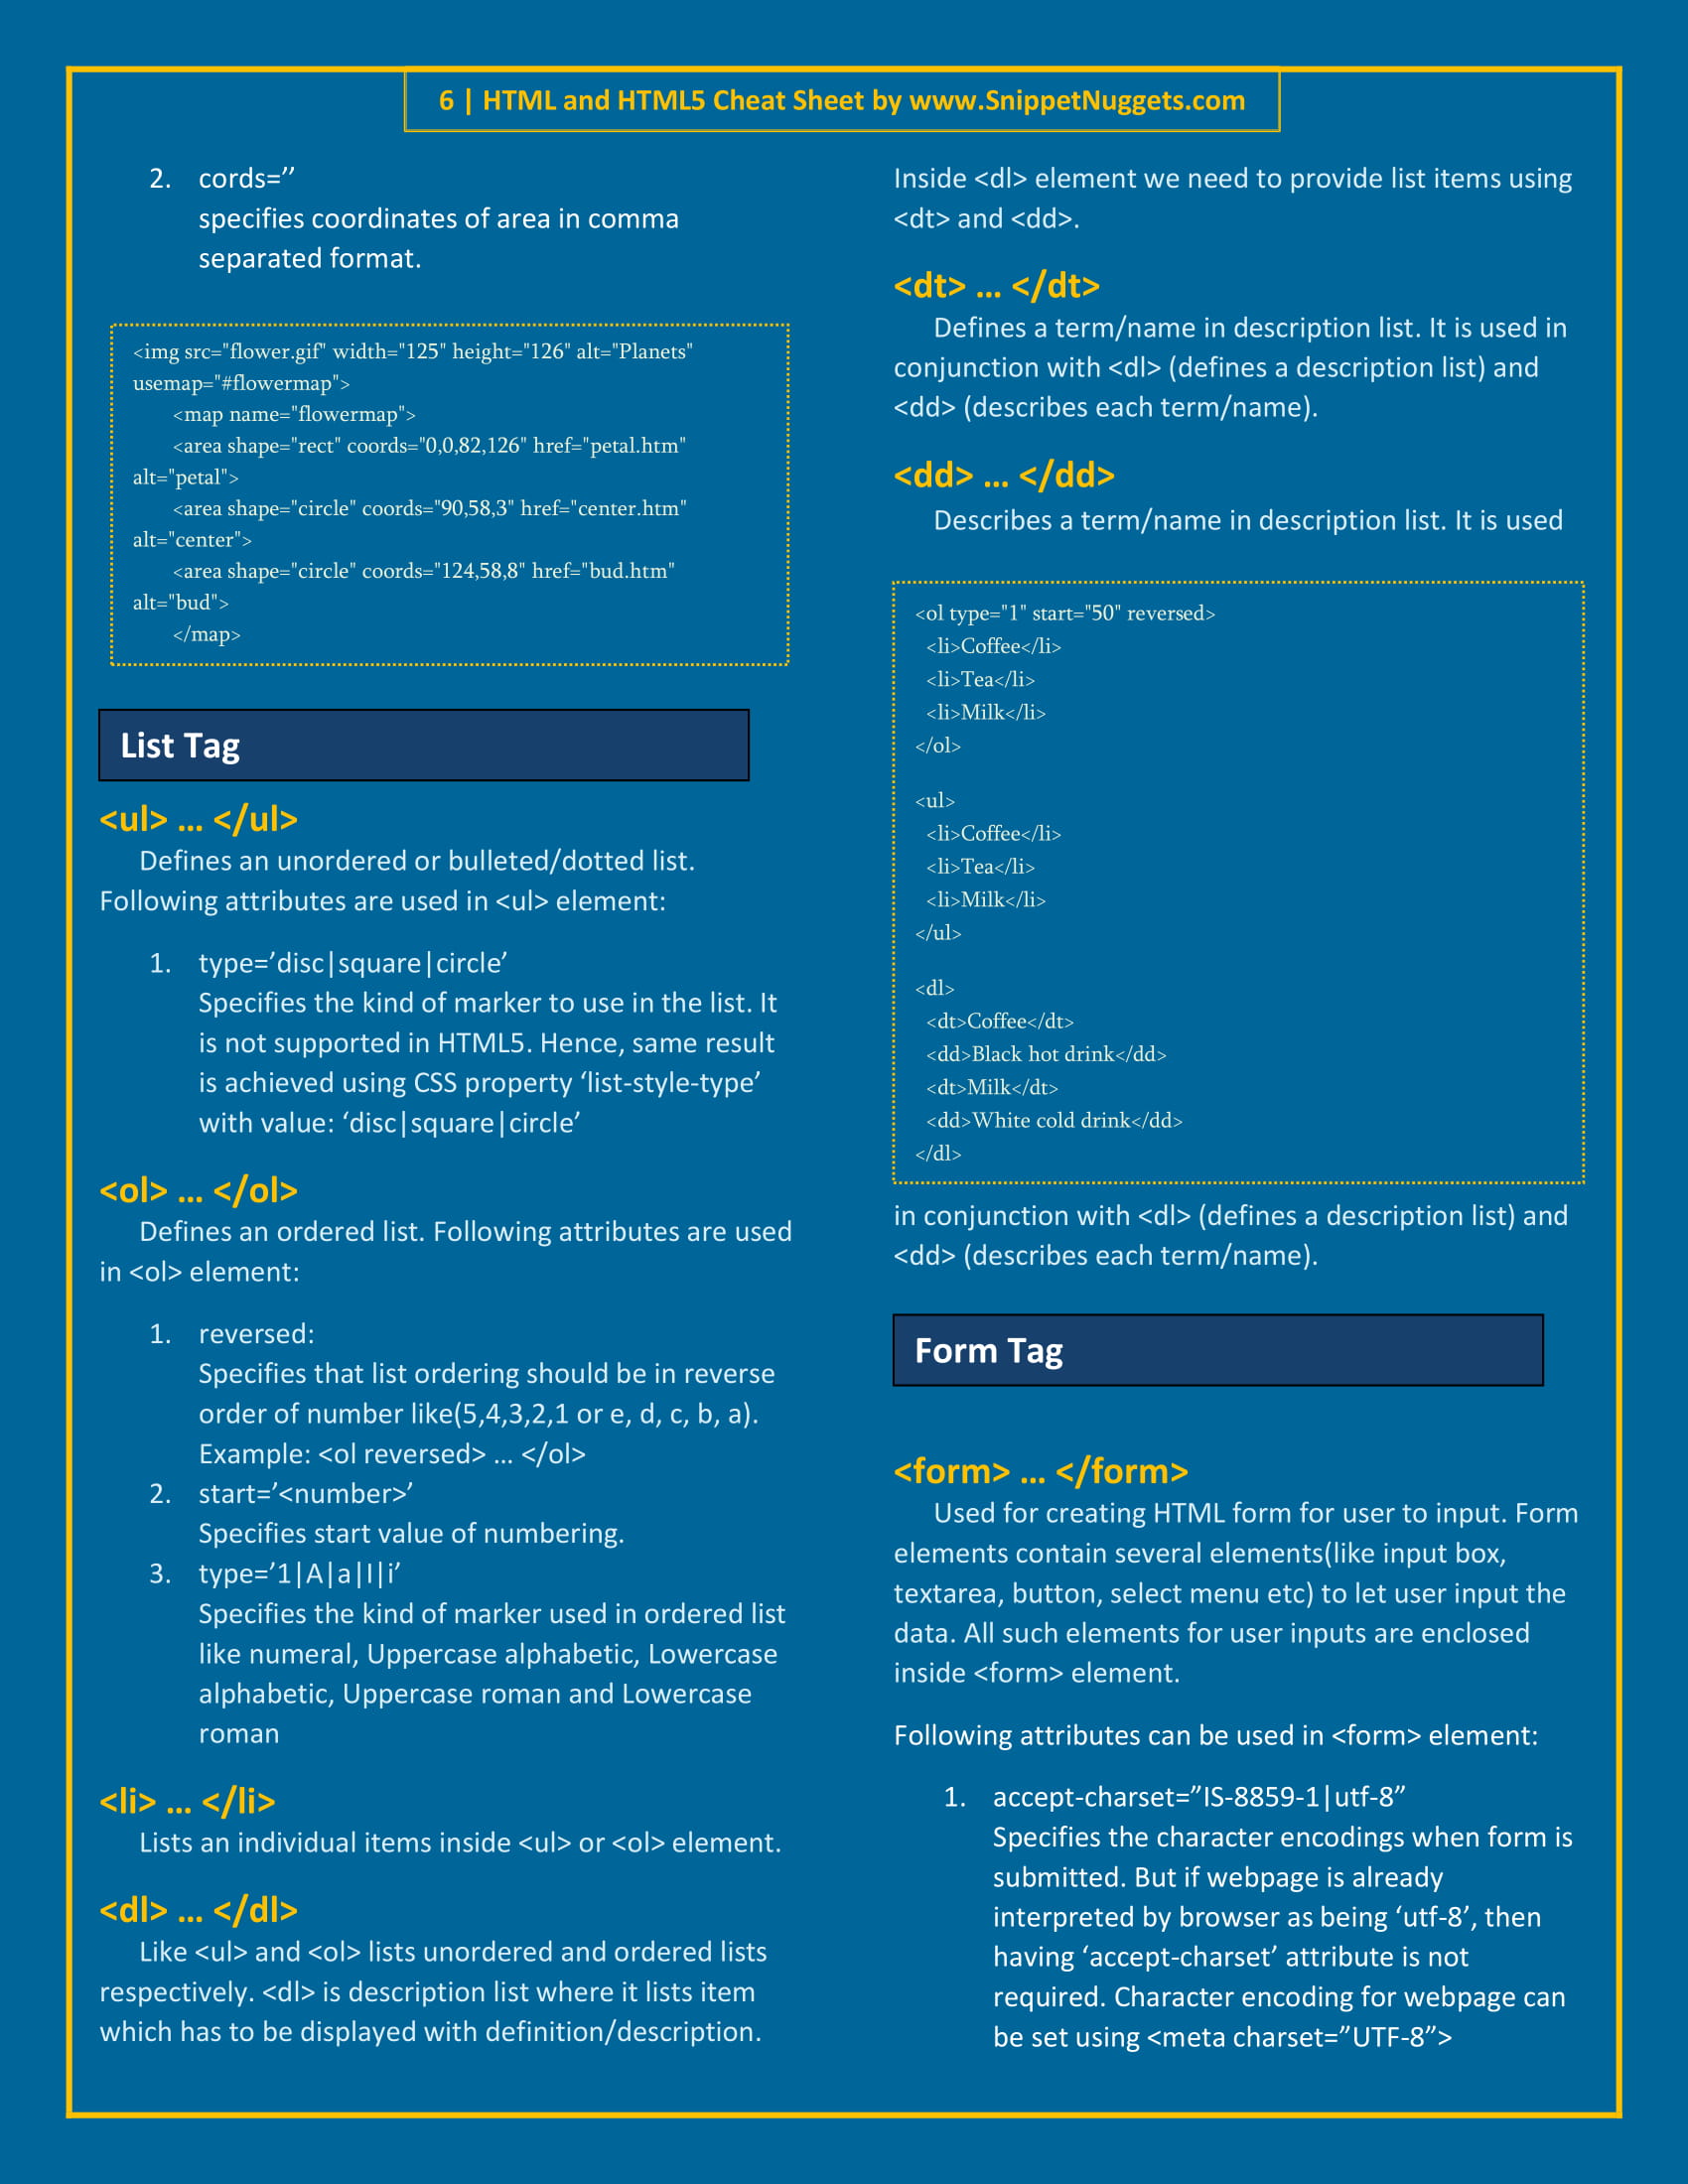 6 | HTML and HTML5 Cheat Sheet by www.SnippetNuggets.com
2. cords=’’
specifies coordinates of area in comma
separated format.
<img src="flower.gif" width="125" height="126" alt="Planets"
usemap="#flowermap">
<map name="flowermap">
<area shape="rect" coords="0,0,82,126" href="petal.htm"
alt="petal">
<area shape="circle" coords="90,58,3" href="center.htm"
alt="center">
<area shape="circle" coords="124,58,8" href="bud.htm"
alt="bud">
</map>
List Tag
<ul> … </ul>
Defines an unordered or bulleted/dotted list.
Following attributes are used in <ul> element:
1. type=’disc|square|circle’
Specifies the kind of marker to use in the list. It
is not supported in HTML5. Hence, same result
is achieved using CSS property ‘list-style-type’
with value: ‘disc|square|circle’
<ol> … </ol>
Defines an ordered list. Following attributes are used
in <ol> element:
1. reversed:
Specifies that list ordering should be in reverse
order of number like(5,4,3,2,1 or e, d, c, b, a).
Example: <ol reversed> … </ol>
2. start=’<number>’
Specifies start value of numbering.
3. type=’1|A|a|I|i’
Specifies the kind of marker used in ordered list
like numeral, Uppercase alphabetic, Lowercase
alphabetic, Uppercase roman and Lowercase
roman
<li> … </li>
Lists an individual items inside <ul> or <ol> element.
<dl> … </dl>
Like <ul> and <ol> lists unordered and ordered lists
respectively. <dl> is description list where it lists item
which has to be displayed with definition/description.
Inside <dl> element we need to provide list items using
<dt> and <dd>.
<dt> … </dt>
Defines a term/name in description list. It is used in
conjunction with <dl> (defines a description list) and
<dd> (describes each term/name).
<dd> … </dd>
Describes a term/name in description list. It is used
<ol type="1" start="50" reversed>
<li>Coffee</li>
<li>Tea</li>
<li>Milk</li>
</ol>
<ul>
<li>Coffee</li>
<li>Tea</li>
<li>Milk</li>
</ul>
<dl>
<dt>Coffee</dt>
<dd>Black hot drink</dd>
<dt>Milk</dt>
<dd>White cold drink</dd>
</dl>
in conjunction with <dl> (defines a description list) and
<dd> (describes each term/name).
Form Tag
<form> … </form>
Used for creating HTML form for user to input. Form
elements contain several elements(like input box,
textarea, button, select menu etc) to let user input the
data. All such elements for user inputs are enclosed
inside <form> element.
Following attributes can be used in <form> element:
1. accept-charset=”IS-8859-1|utf-8”
Specifies the character encodings when form is
submitted. But if webpage is already
interpreted by browser as being ‘utf-8’, then
having ‘accept-charset’ attribute is not
required. Character encoding for webpage can
be set using <meta charset=”UTF-8”>